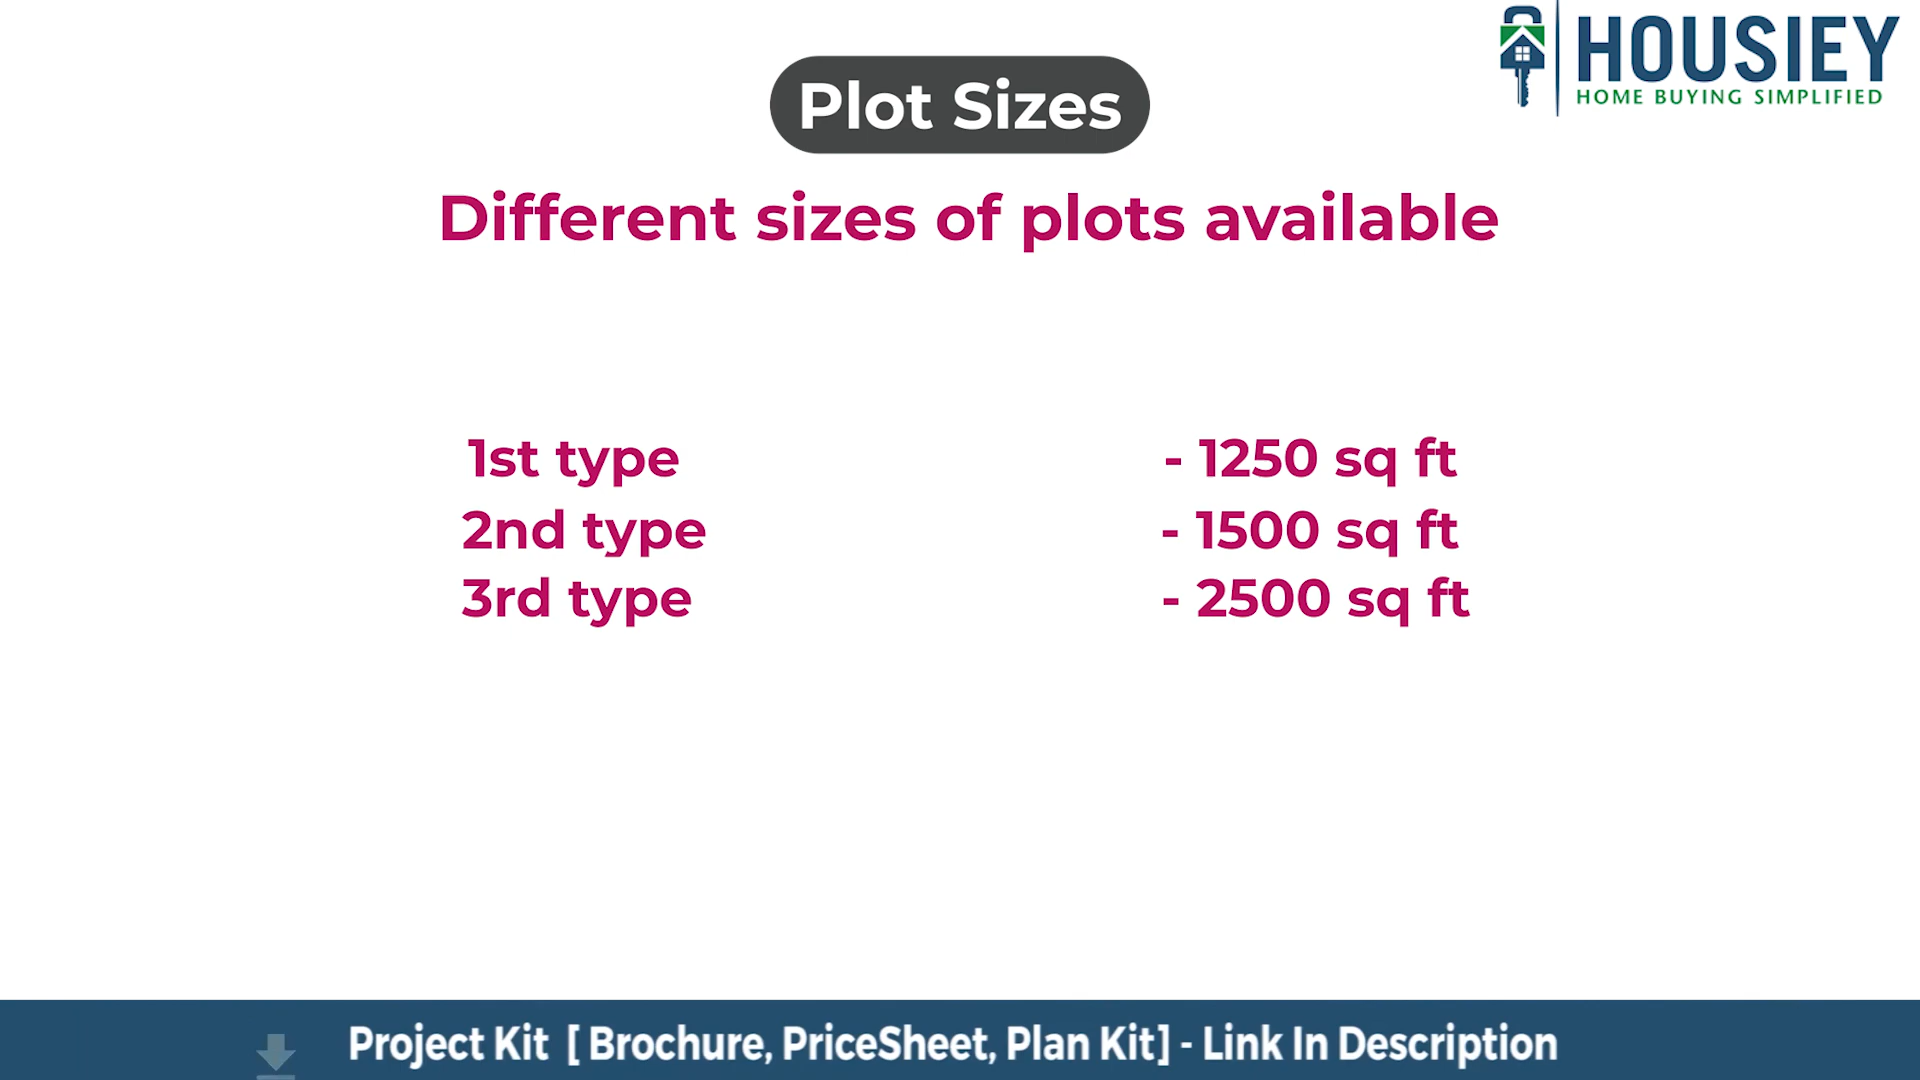 HOUSIEY
HOME BUYING SIMPLIFIED
Plot Sizes
Different sizes of plots available
1st type - 1250 sq ft
2nd type - 1500 sq ft
3rd type - 2500 sq ft
Project Kit [ Brochure, PriceSheet, Plan Kit] - Link In Description